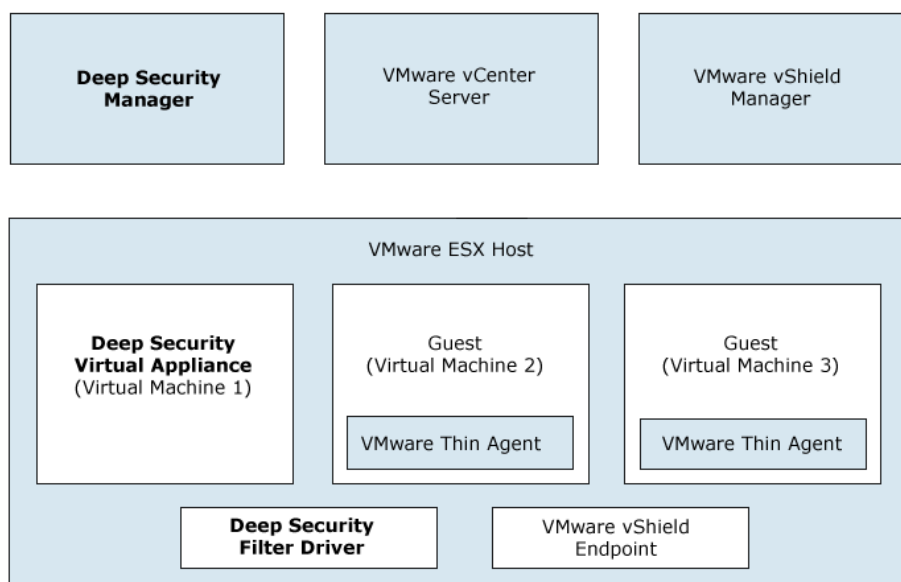 Deep Security
Manager
VMware vCenter
Server
VMware vShield
Manager
VMware ESX Host
Deep Security
Virtual Appliance
(Virtual Machine 1)
Guest
(Virtual Machine 2)
VMware Thin Agent
Guest
(Virtual Machine 3)
VMware Thin Agent
Deep Security
Filter Driver
VMware vShield
Endpoint